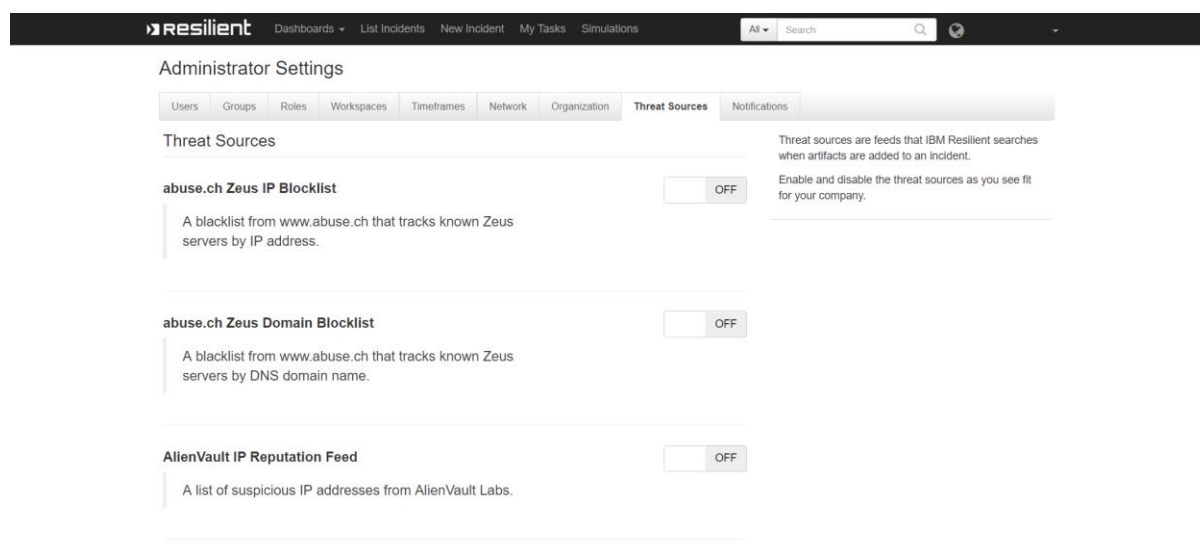 Resilient Dashboards List Incidents New Incident My Tasks Simulations All Search
Administrator Settings
Users Groups Roles Workspaces Timeframes Network Organization Threat Sources Notifications
Threat Sources
abuse.ch Zeus IP Blocklist OFF
A blacklist from www.abuse.ch that tracks known Zeus
servers by IP address.
abuse.ch Zeus Domain Blocklist OFF
A blacklist from www.abuse.ch that tracks known Zeus
servers by DNS domain name.
AlienVault IP Reputation Feed OFF
A list of suspicious IP addresses from AlienVault Labs.
Threat sources are feeds that IBM Resilient searches
when artifacts are added to an incident.
Enable and disable the threat sources as you see fit
for your company.